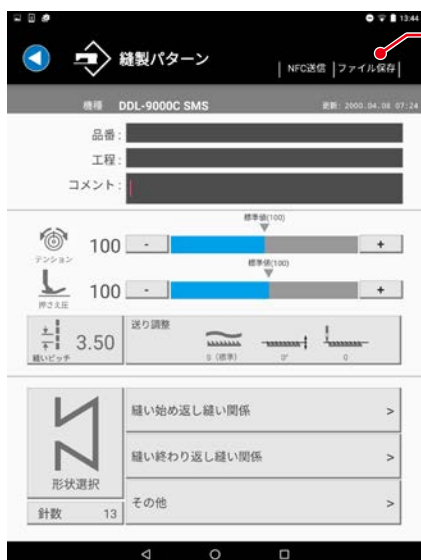 13:44
縫製パターン
NFC送信 ファイル保存
機種 DDL-9000C SMS 更新: 2000.04.08 07:24
品番:
工程:
コメント:
標準値(100)
テンション 100 - +
標準値(100)
押さえ圧 100 - +
縫いピッチ 3.50
送り調整
S (標準) 0° 0
形状選択
針数 13
縫い始め返し縫い関係 >
縫い終わり返し縫い関係 >
その他 >